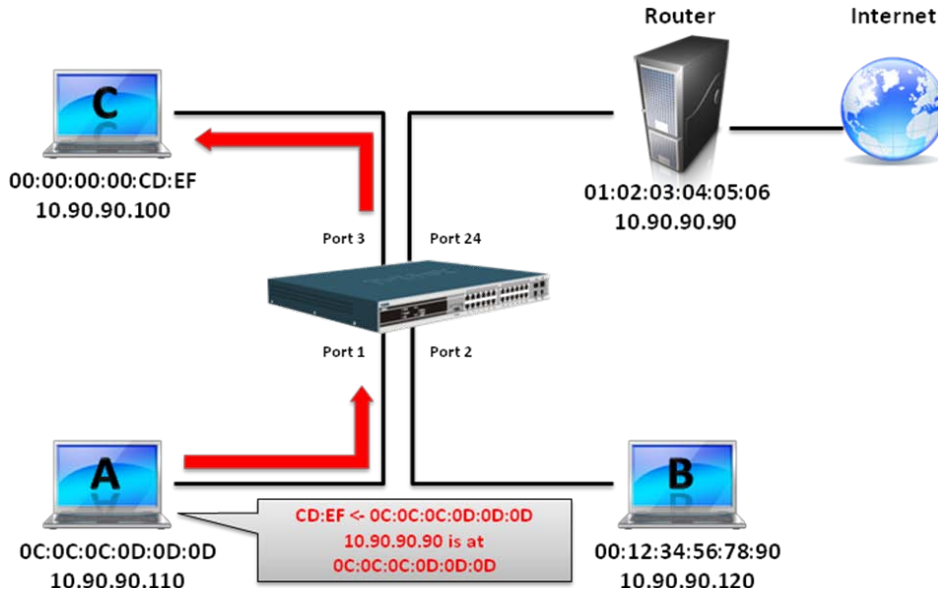 Router
Internet
C
00:00:00:00:CD:EF
10.90.90.100
01:02:03:04:05:06
10.90.90.90
Port 3
Port 24
Port 1
Port 2
A
B
CD:EF <- 0C:0C:0C:0D:0D:0D
10.90.90.90 is at
0C:0C:0C:0D:0D:0D
0C:0C:0C:0D:0D:0D
10.90.90.110
00:12:34:56:78:90
10.90.90.120